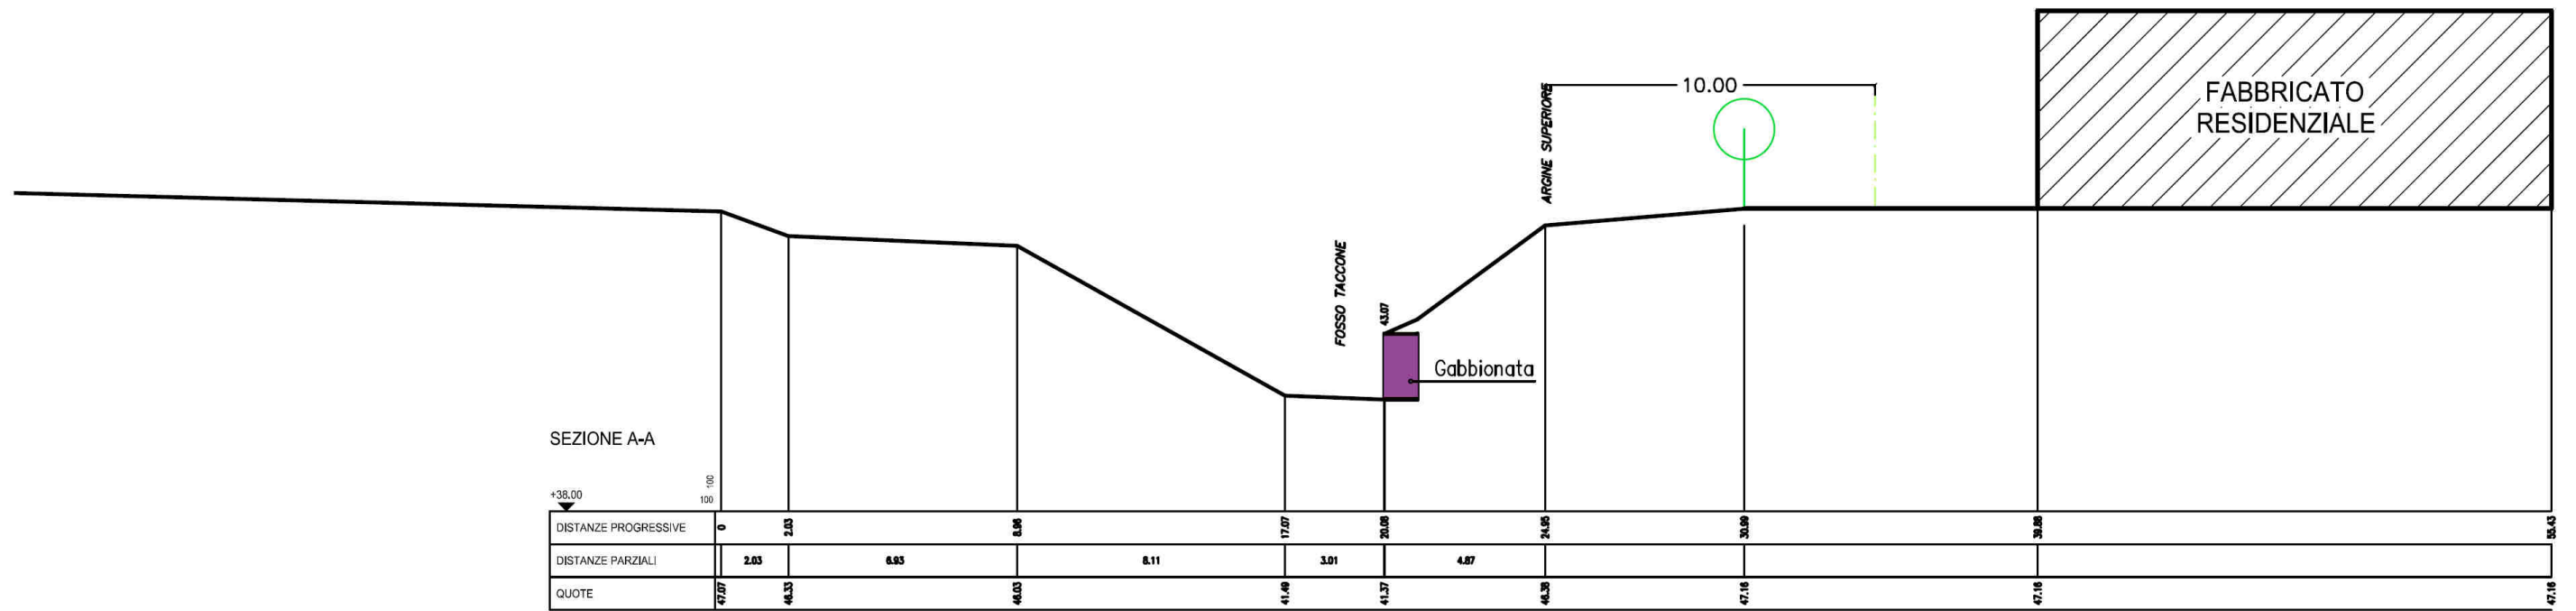 FABBRICATO
RESIDENZIALE
10.00
ARGINE SUPERIORE
FOSSO TACCONE
43.07
Gabbionata
SEZIONE A-A
100
100
+38.00
DISTANZE PROGRESSIVE 0 2.03 8.96 17.07 20.08 24.95 30.99 39.88 55.43
DISTANZE PARZIALI 2.03 6.93 8.11 3.01 4.87
QUOTE 47.07 46.33 46.03 41.49 41.37 47.16 47.16 47.16